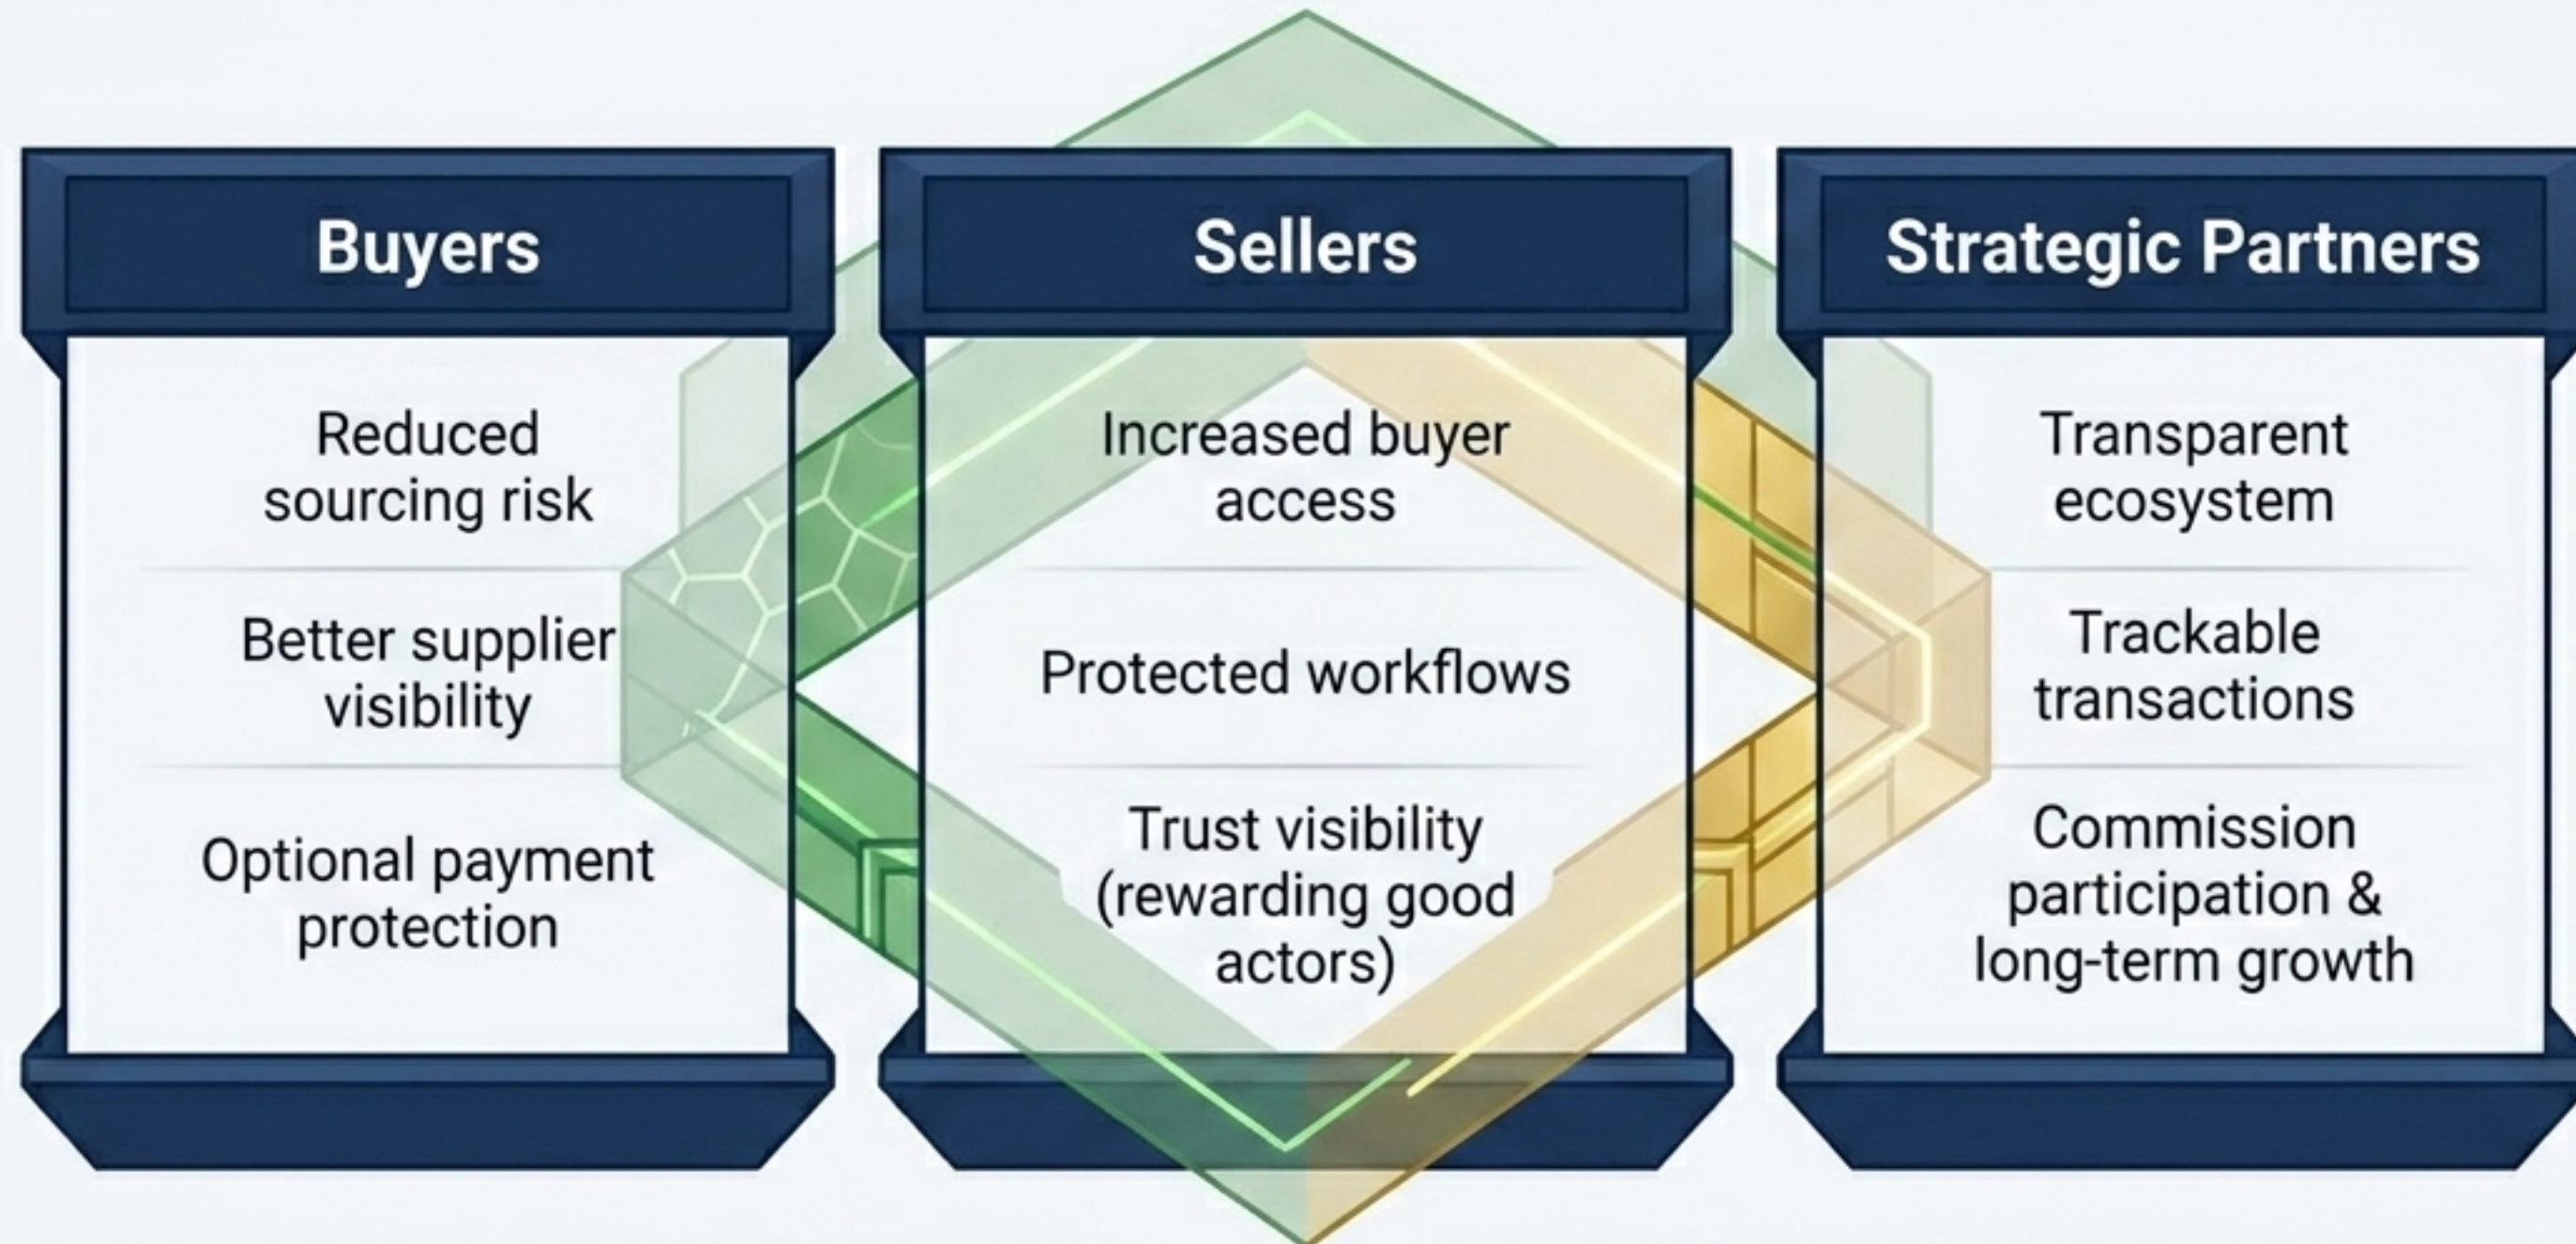 Buyers
Reduced
sourcing risk
Better supplier
visibility
Optional payment
protection
Sellers
Increased buyer
access
Protected workflows
Trust visibility
(rewarding good
actors)
Strategic Partners
Transparent
ecosystem
Trackable
transactions
Commission
participation &
long-term growth